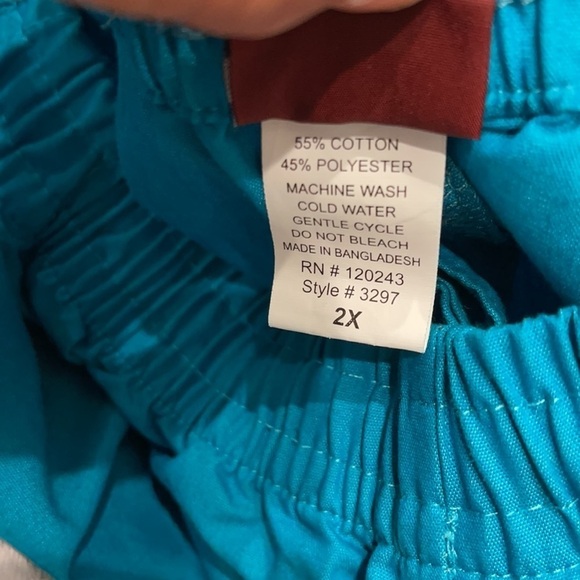 55% COTTON
45% POLYESTER
MACHINE WASH
COLD WATER
GENTLE CYCLE
DO NOT BLEACH
MADE IN BANGLADESH
RN # 120243
Style # 3297
2X